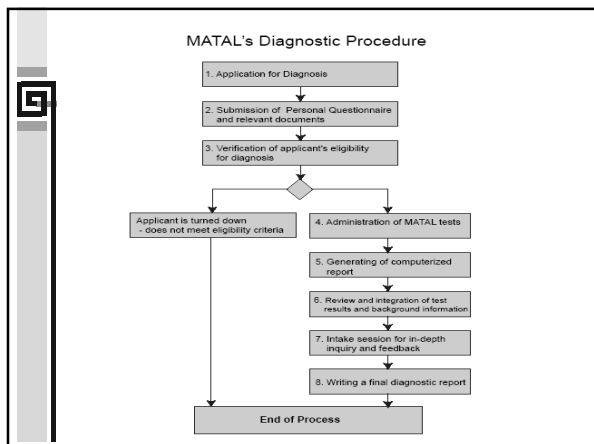 MATAL's Diagnostic Procedure
1. Application for Diagnosis
2. Submission of Personal Questionnaire
and relevant documents
3. Verification of applicant's eligibility
for diagnosis
Applicant is turned down
- does not meet eligibility criteria
4. Administration of MATAL tests
5. Generating of computerized
report
6. Review and integration of test
results and background information
7. Intake session for in-depth
inquiry and feedback
8. Writing a final diagnostic report
End of Process